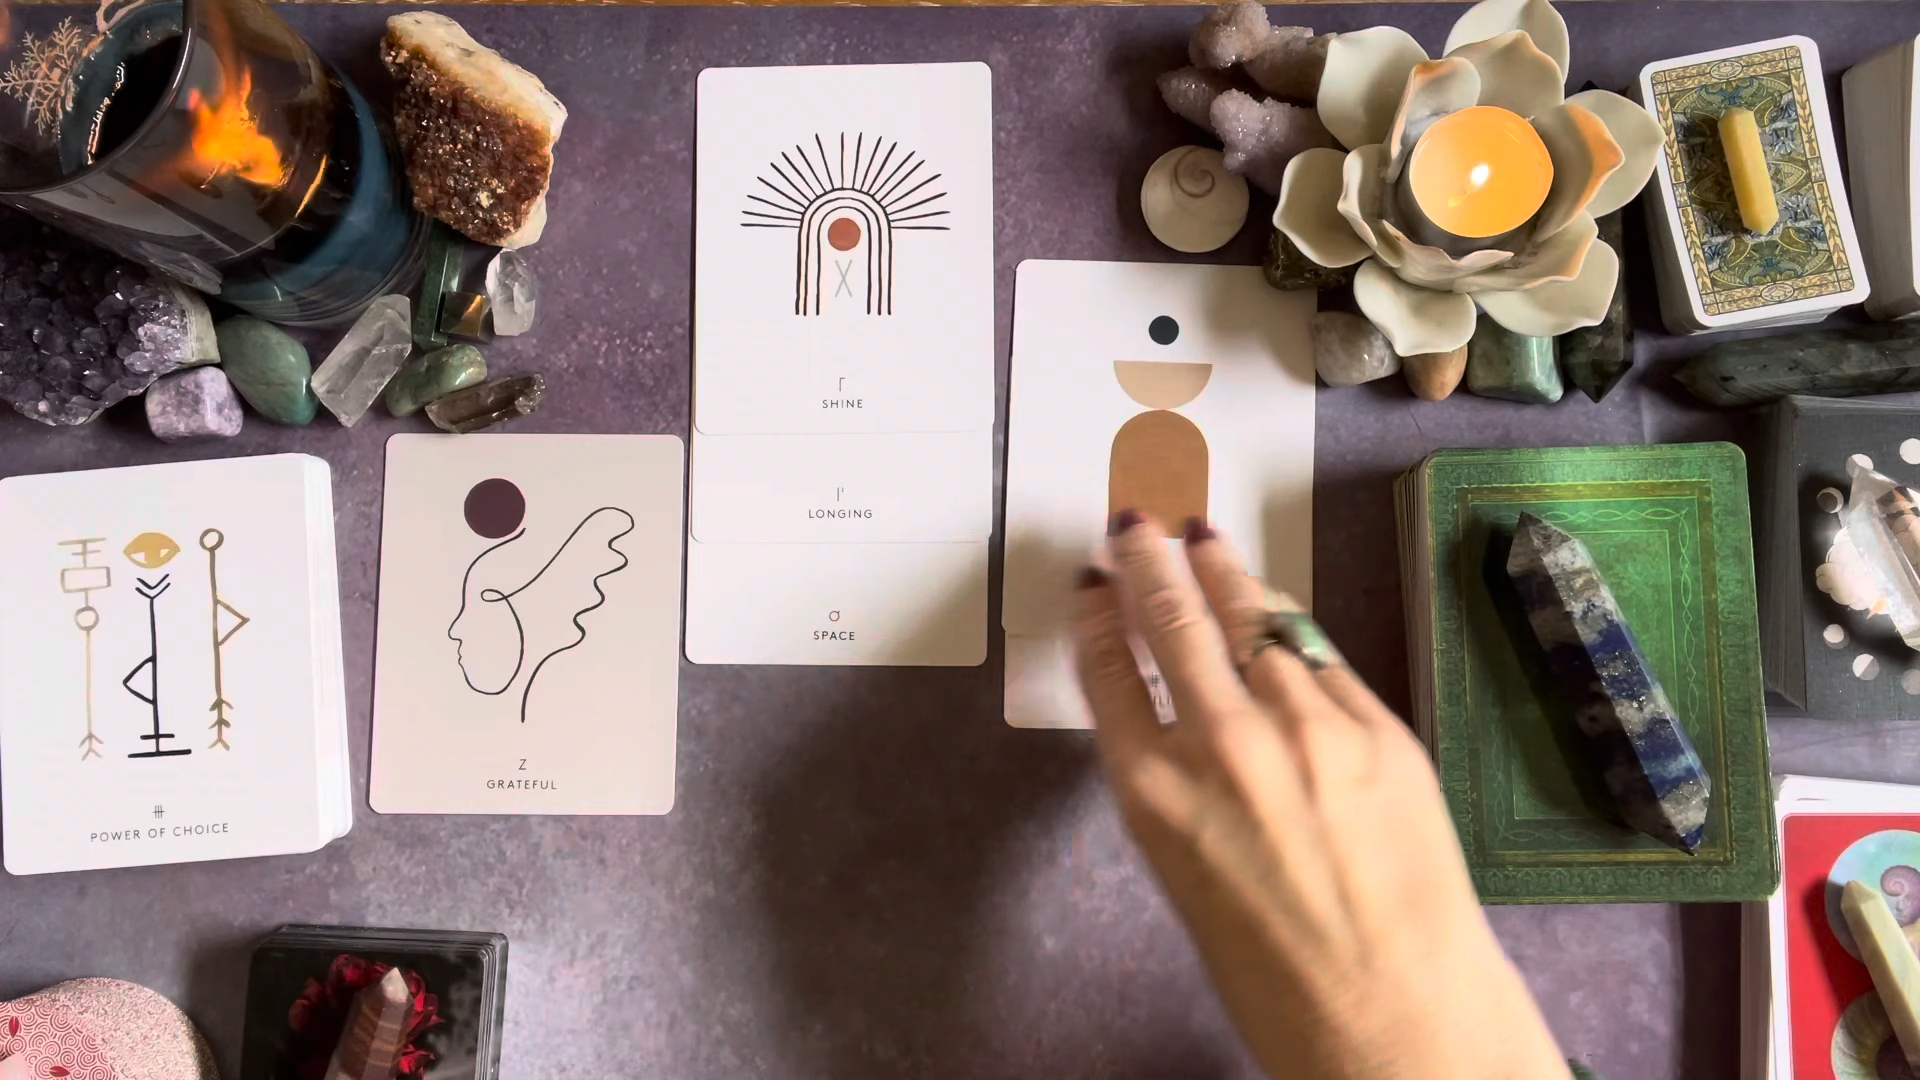 SHINE
LONGING
SPACE
GRATEFUL
POWER OF CHOICE